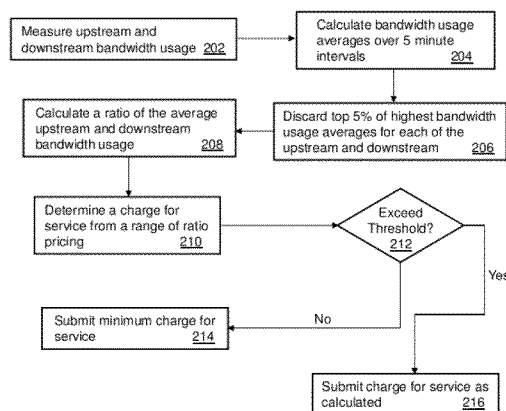 Measure upstream and
downstream bandwidth usage 202
Calculate bandwidth usage
averages over 5 minute
intervals 204
Calculate a ratio of the average
upstream and downstream
bandwidth usage 208
Discard top 5% of highest bandwidth
usage averages for each of the
upstream and downstream 206
Determine a charge for
service from a range of ratio
pricing 210
Exceed
Threshold?
212
Yes
No
Submit minimum charge for
service 214
Submit charge for service as
calculated 216